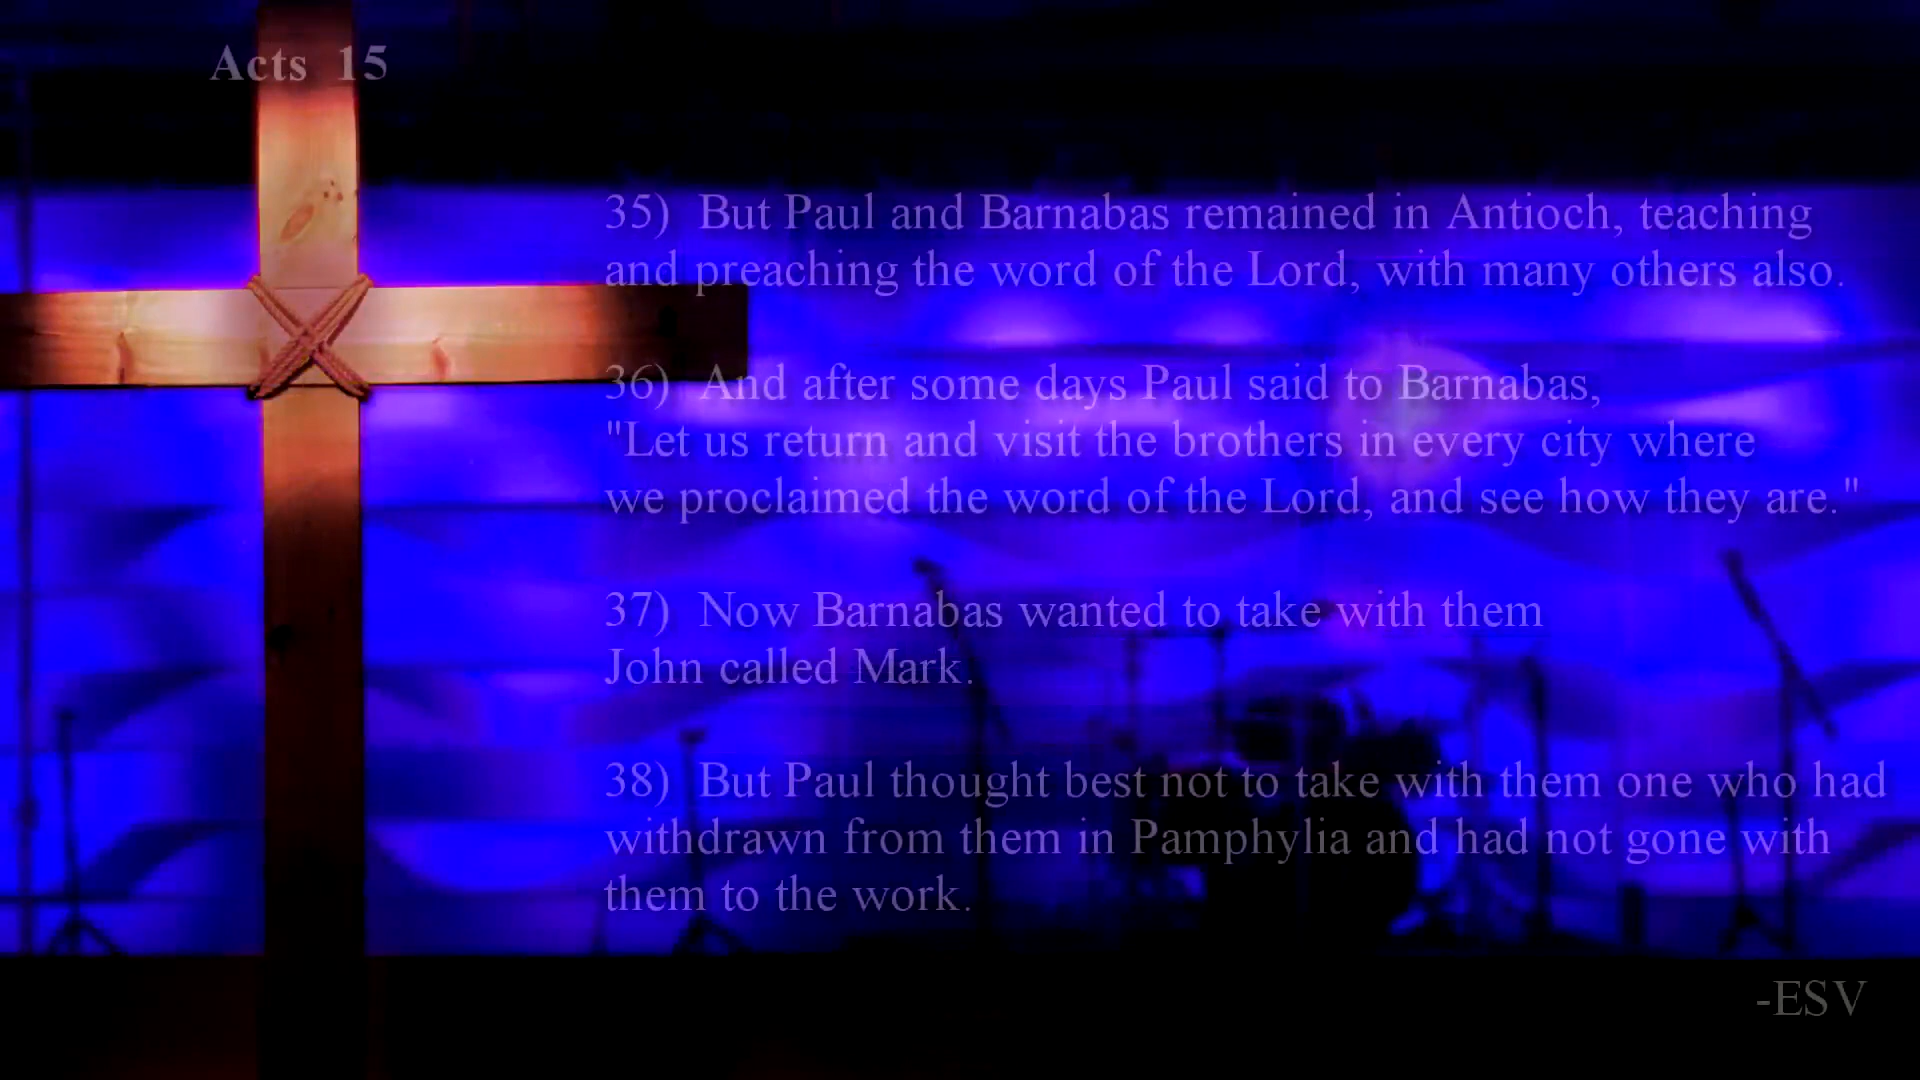 Acts 15
35) But Paul and Barnabas remained in Antioch, teaching
and preaching the word of the Lord, with many others also.
36) And after some days Paul said to Barnabas,
"Let us return and visit the brothers in every city where
we proclaimed the word of the Lord, and see how they are."
37) Now Barnabas wanted to take with them
John called Mark.
38) But Paul thought best not to take with them one who had
withdrawn from them in Pamphylia and had not gone with
them to the work.
-ESV